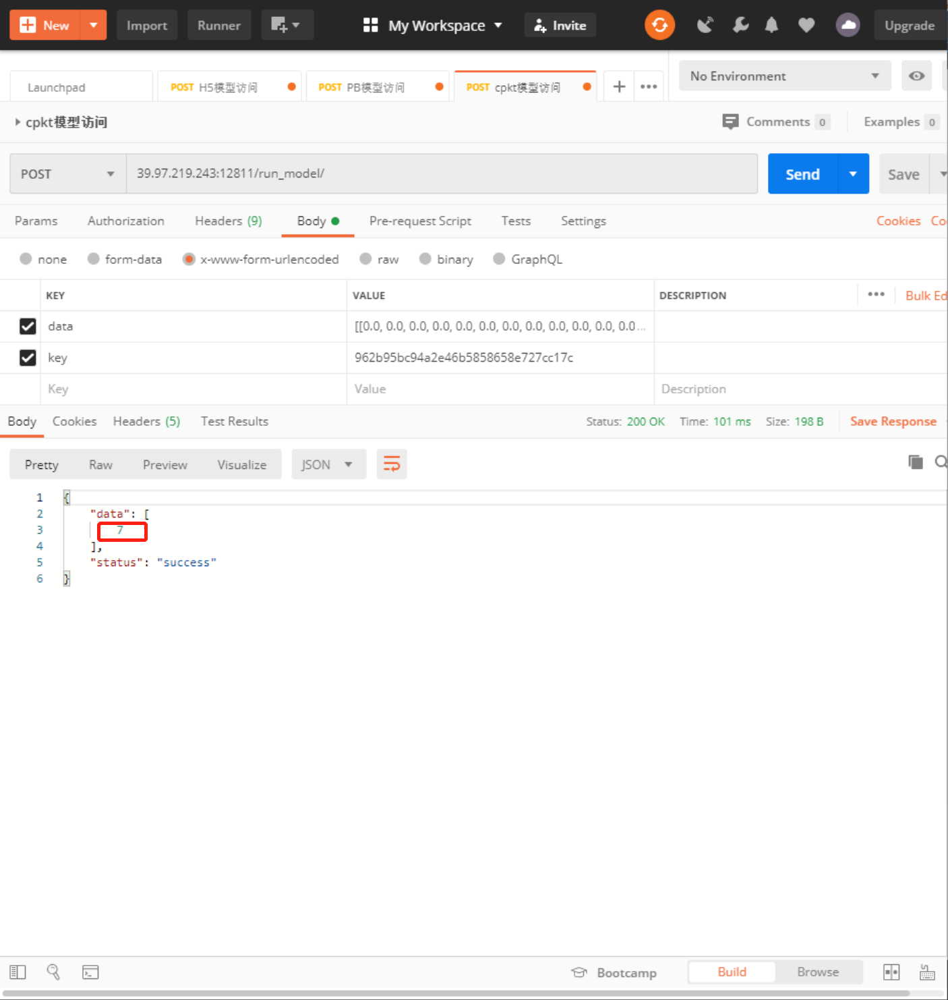 New Import Runner My Workspace Invite Upgrade
Launchpad POST H5模型访问 POST PB模型访问 POST cpkt模型访问 No Environment
cpkt模型访问 Comments 0 Examples 0
POST 39.97.219.243:12811/run_model/ Send Save
Params Authorization Headers (9) Body Pre-request Script Tests Settings Cookies Co
none form-data x-www-form-urlencoded raw binary GraphQL
KEY VALUE DESCRIPTION Bulk Ed
data [[0.0, 0.0, 0.0, 0.0, 0.0, 0.0, 0.0, 0.0, 0.0, 0.0, 0.0, 0.0...
key 962b95bc94a2e46b5858658e727cc17c
Key Value Description
Body Cookies Headers (5) Test Results Status: 200 OK Time: 101 ms Size: 198 B Save Response
Pretty Raw Preview Visualize JSON
1 {
2 "data": [
3 7
4 ],
5 "status": "success"
6 }
Bootcamp Build Browse